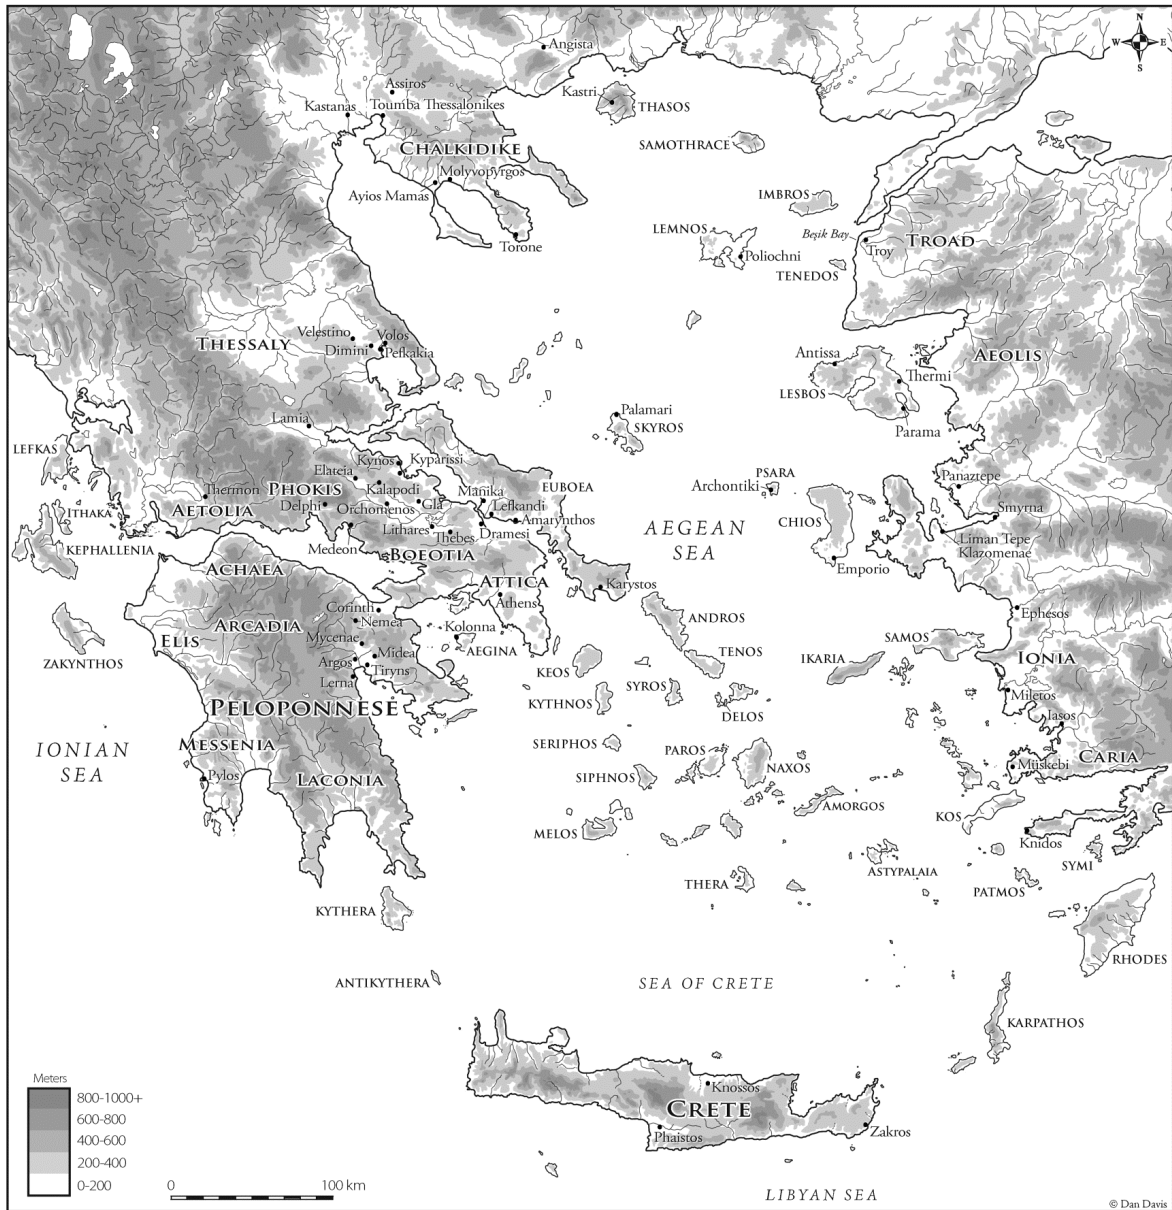 Angista
N
W E
S
Assiros
Kastri
THASOS
Kastanas
Toumba Thessalonikes
CHALKIDIKE
SAMOTHRACE
Molyvopyrgos
Ayios Mamas
IMBROS
Torone
LEMNOS
Poliochni
Beşik Bay
TROAD
Troy
TENEDOS
Velestino
Volos
THESSALY
Dimini
Pefkakia
Antissa
AEOLIS
Thermi
LESBOS
Lamia
Palamari
SKYROS
Parama
LEFKAS
Kynos
Kyparissi
Elateia
PSARA
Archontiki
Panaztepe
Thermon
PHOKIS
Kalapodi
Manika
EUBOEA
Delphi
Orchomenos
Gla
Lefkandi
AETOLIA
ITHAKA
Amarynthos
AEGEAN
SEA
CHIOS
Smyrna
Lithares
Thebes
Dramesi
Liman Tepe
Klazomenae
KEPHALLENIA
Medeon
BOEOTIA
Emporio
ACHAEA
ATTICA
Karystos
Athens
Corinth
Nemea
ARCADIA
ANDROS
Ephesos
ELIS
Mycenae
Kolonna
AEGINA
SAMOS
ZAKYNTHOS
Argos
Midea
Tiryns
Lerna
KEOS
TENOS
IKARIA
IONIA
PELOPONNESE
KYTHNOS
SYROS
DELOS
Miletos
Iasos
IONIAN
SEA
MESSENIA
SERIPHOS
PAROS
NAXOS
CARIA
Pylos
LACONIA
SIPHNOS
Müskebi
AMORGOS
KOS
MELOS
Knidos
ASTYPALAIA
SYMI
THERA
PATMOS
KYTHERA
RHODES
ANTIKYTHERA
SEA OF CRETE
KARPATHOS
Knossos
CRETE
Phaistos
Zakros
Meters
800-1000+
600-800
400-600
200-400
0-200
0 100 km
LIBYAN SEA
© Dan Davis